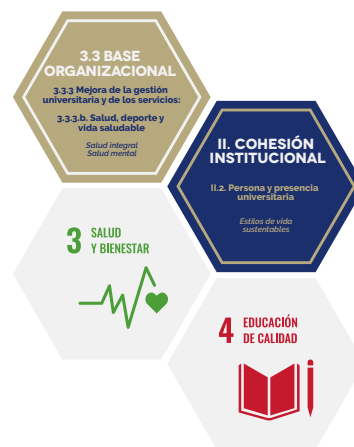 3.3 BASE
ORGANIZACIONAL
3.3.3 Mejora de la gestión
universitaria y de los servicios:
3.3.3.b. Salud, deporte y
vida saludable
Salud integral
Salud mental
II. COHESIÓN
INSTITUCIONAL
II.2. Persona y presencia
universitaria
Estilos de vida
sustentables
3 SALUD
Y BIENESTAR
4 EDUCACIÓN
DE CALIDAD